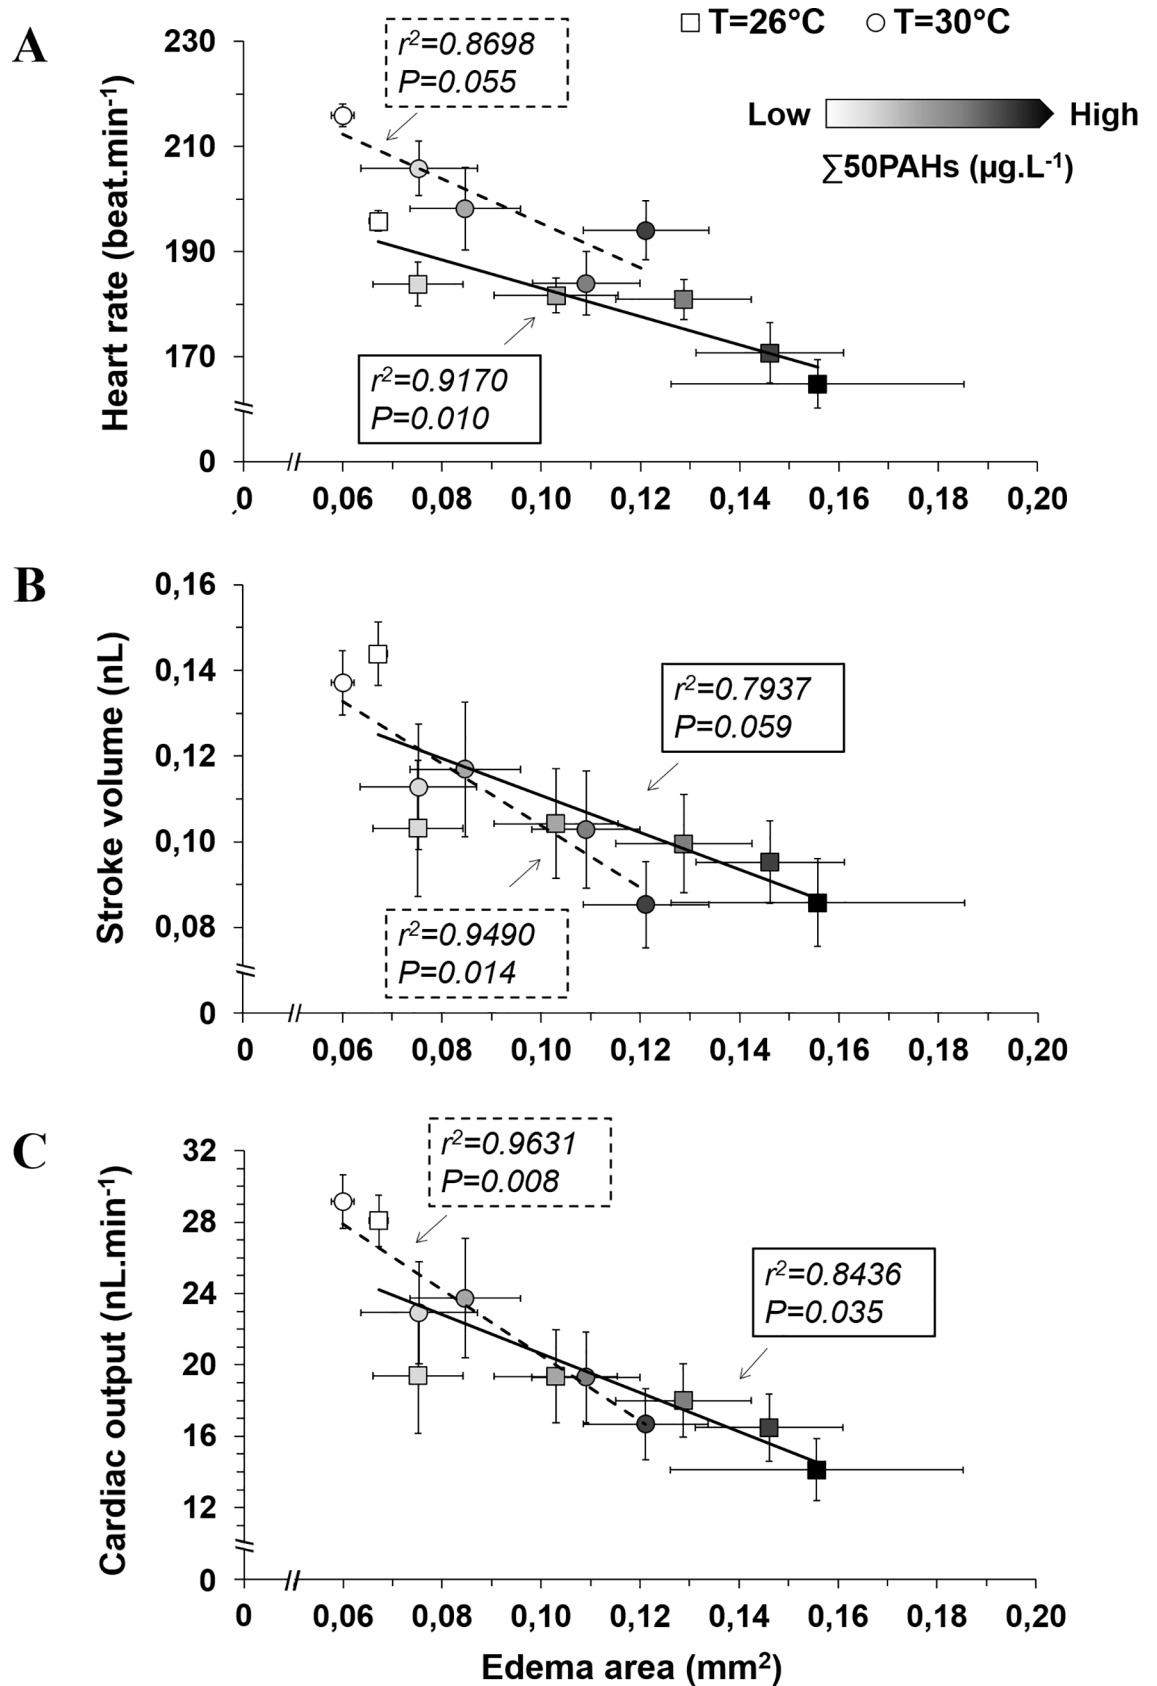 A
□ T=26°C ○ T=30°C
Low High
∑50PAHs (µg.L⁻¹)
r²=0.8698
P=0.055
r²=0.9170
P=0.010
Heart rate (beat.min⁻¹)
230
210
190
170
0
0 0,06 0,08 0,10 0,12 0,14 0,16 0,20
B
Stroke volume (nL)
0,16
0,14
0,12
0,10
0,08
0
r²=0.7937
P=0.059
r²=0.9490
P=0.014
0 0,06 0,08 0,10 0,12 0,14 0,16 0,20
C
Cardiac output (nL.min⁻¹)
32
28
24
20
16
12
0
r²=0.9631
P=0.008
r²=0.8436
P=0.035
0 0,06 0,08 0,10 0,12 0,14 0,16 0,20
Edema area (mm²)